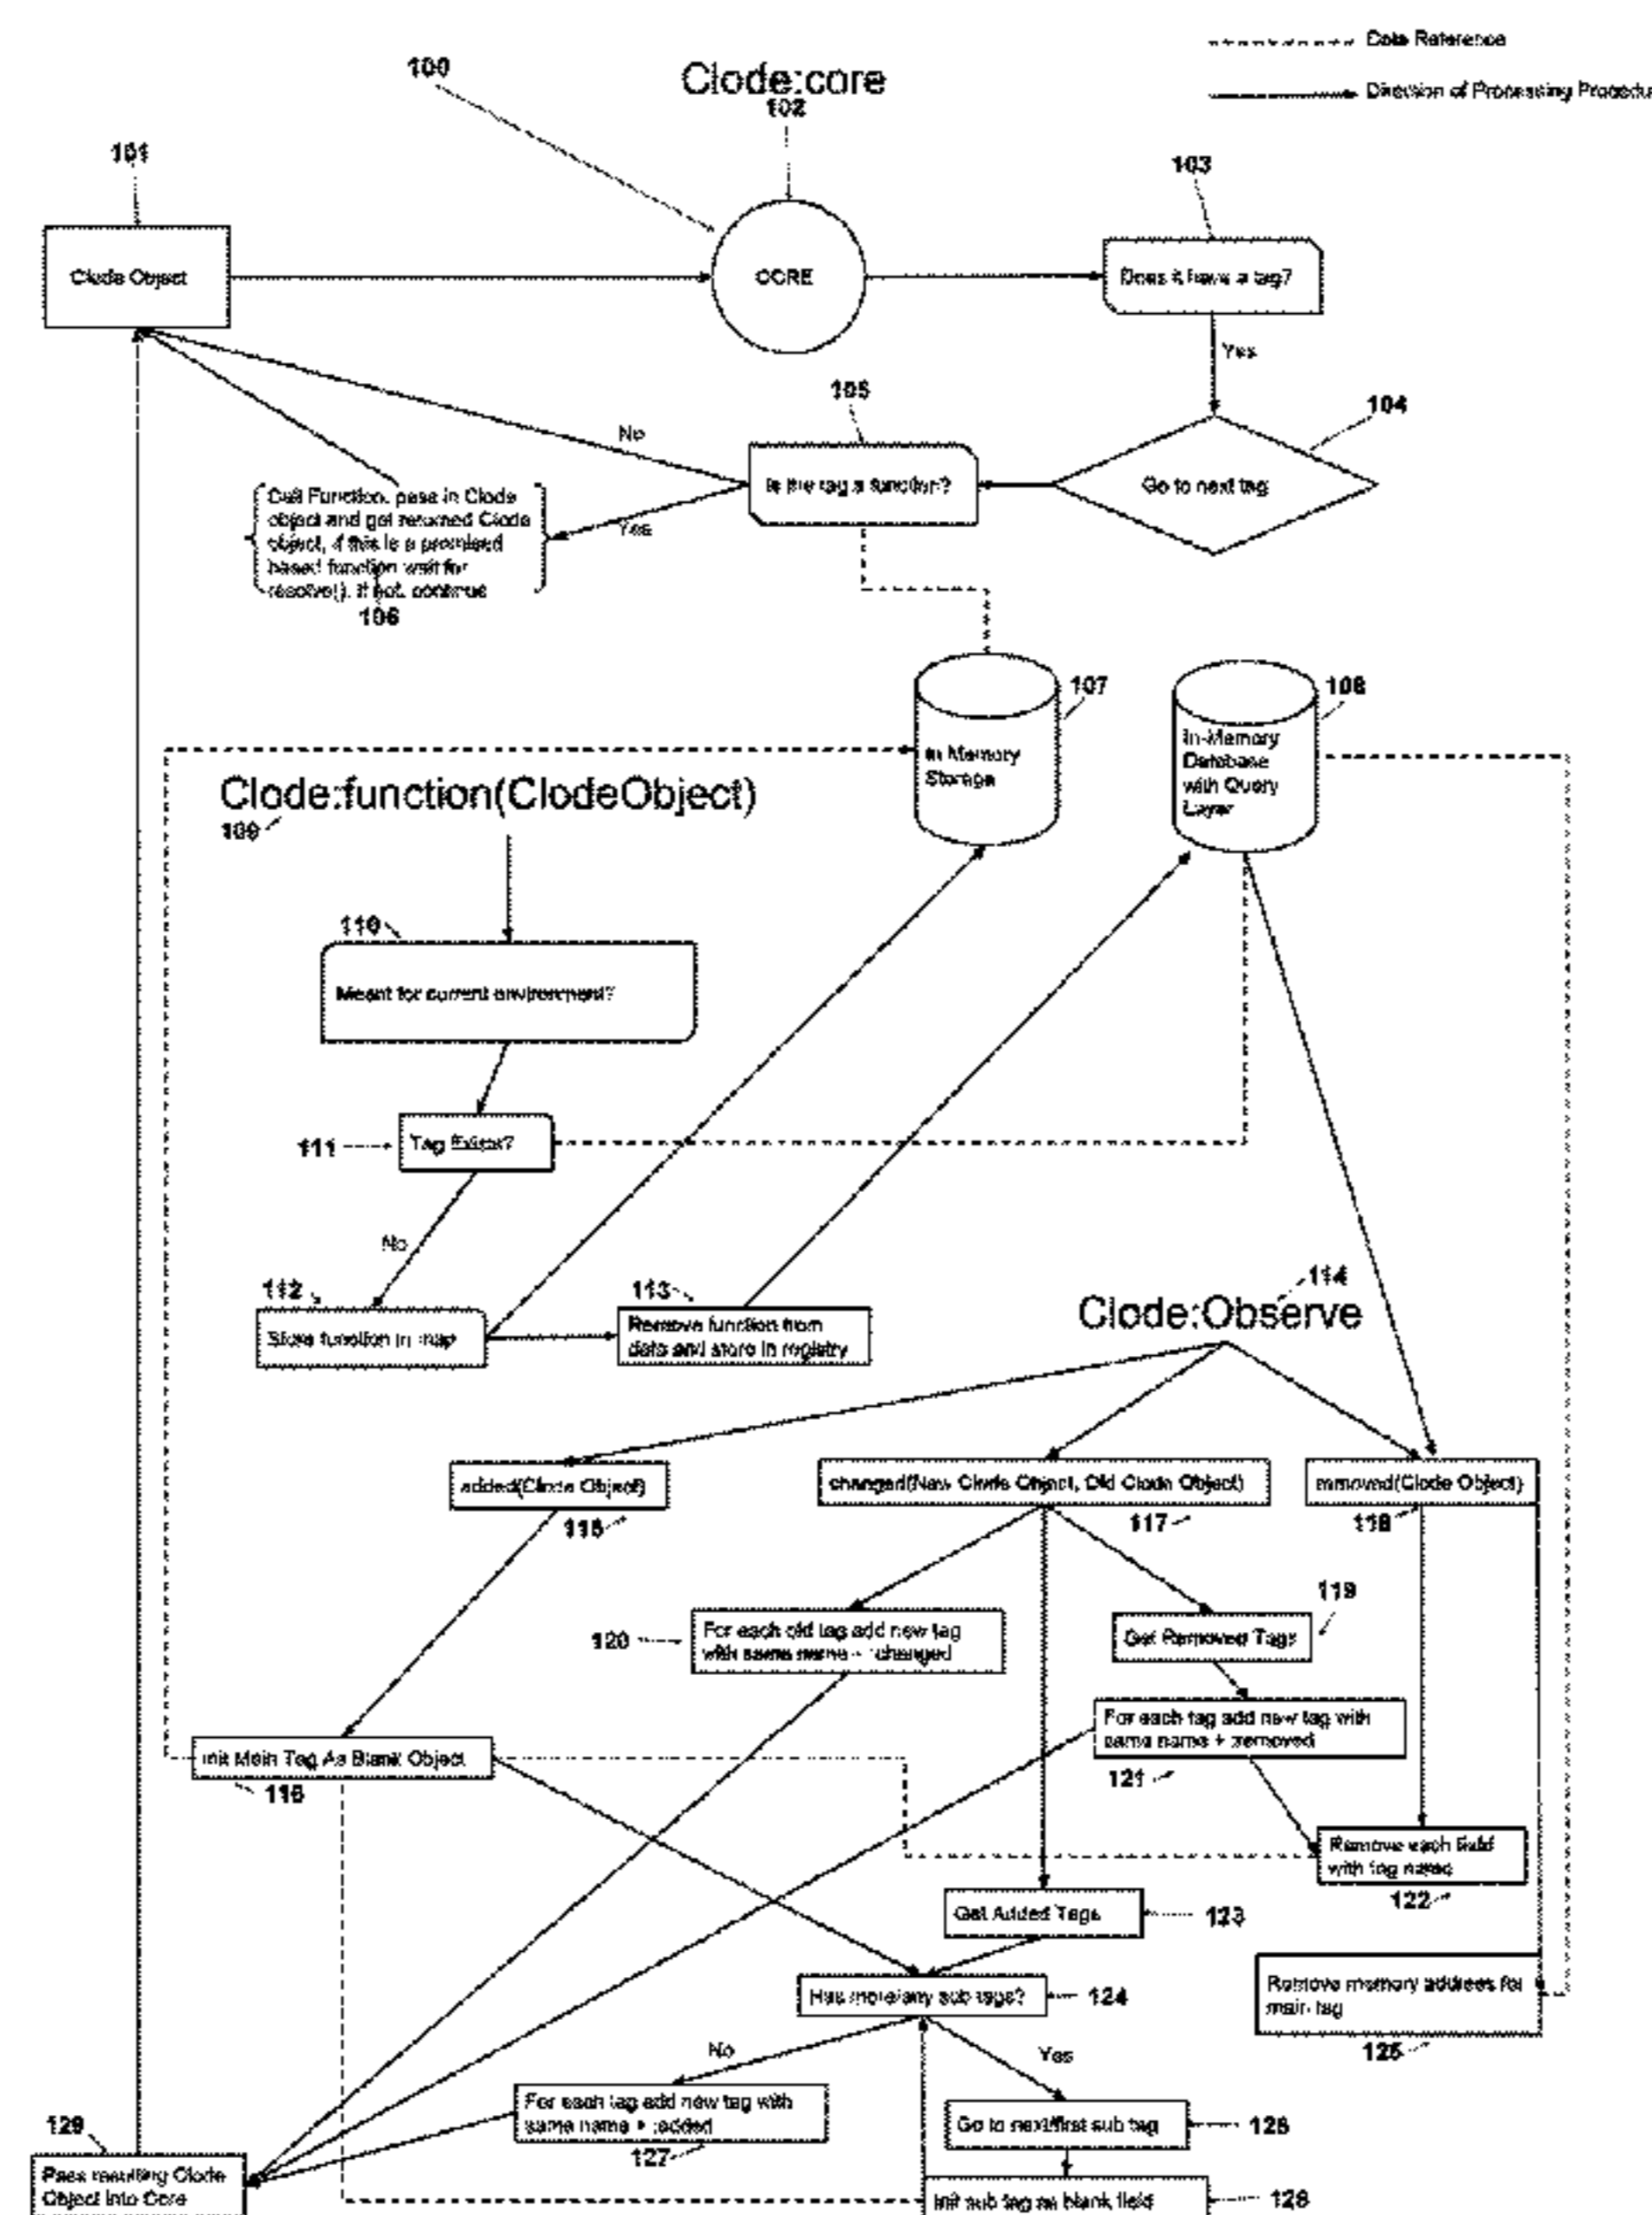 Data Reference
100
Clode:core
102
Direction of Processing
101
103
Clode Object
CORE
Does it have a tag?
Yes
105
104
No
Is the tag a function?
Go to next tag
Call Function, pass in Clode
object and get returned Clode
object, if this is a promised
based function wait for
resolve(). If not, continue
Yes
106
107
108
In Memory
Storage
In-Memory
Database
with Query
Layer
Clode:function(ClodeObject)
109
110
Meant for current environment?
111
Tag Exists?
No
112
113
114
Clode:Observe
Store function in map
Remove function from
data and store in registry
added(Clode Object)
changed(New Clode Object, Old Clode Object)
removed(Clode Object)
115
117
118
119
120
For each old tag add new tag
with same name + :changed
Get Removed Tags
For each tag add new tag with
same name + :removed
Init Main Tag As Blank Object
116
121
Remove each field
with tag name
122
Get Added Tags
123
Has more/any sub tags?
124
Remove memory address for
main tag
125
No
Yes
For each tag add new tag with
same name + :added
Go to next/first sub tag
126
129
127
Pass resulting Clode
Object into Core
Init sub tag as blank field
128